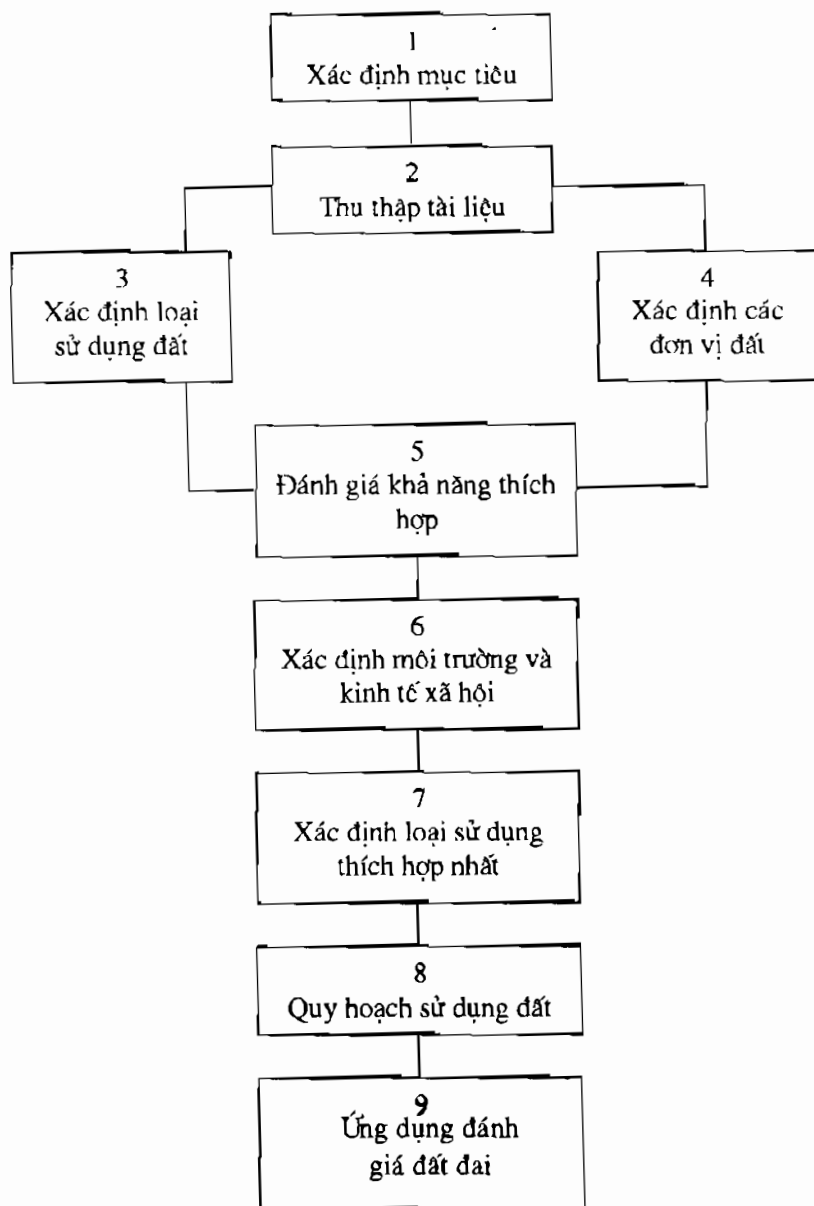 1
Xác định mục tiêu
2
Thu thập tài liệu
3
Xác định loại
sử dụng đất
4
Xác định các
đơn vị đất
5
Đánh giá khả năng thích
hợp
6
Xác định môi trường và
kinh tế xã hội
7
Xác định loại sử dụng
thích hợp nhất
8
Quy hoạch sử dụng đất
9
Ứng dụng đánh
giá đất đai